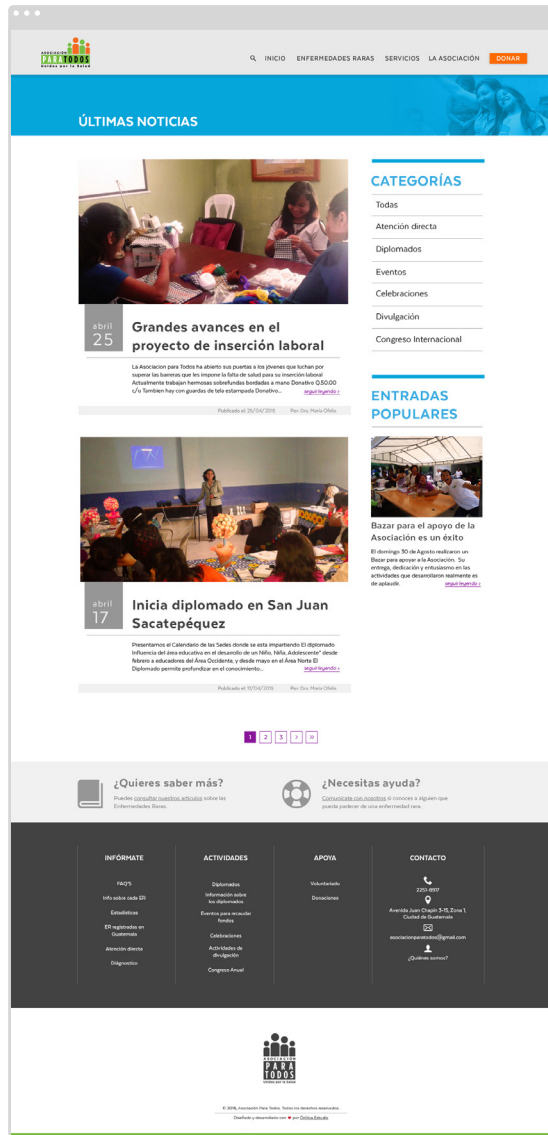 ASOCIACIÓN
PARA TODOS
Unidos por la Salud
INICIO ENFERMEDADES RARAS SERVICIOS LA ASOCIACIÓN DONAR
ÚLTIMAS NOTICIAS
abril
25
Grandes avances en el
proyecto de inserción laboral
La Asociacion para Todos ha abierto sus puertas a los jóvenes que luchan por
superar las barreras que les impone la falta de salud para su inserción laboral
Actualmente trabajan hermosas sobrefundas bordadas a mano Donativo Q.50.00
c/u Tambien hay con guardas de tela estampada Donativo... seguir leyendo >
Publicado el: 25/04/2016 Por: Dra. María Ofelia
abril
17
Inicia diplomado en San Juan
Sacatepéquez
Presentamos el Calendario de las Sedes donde se esta impartiendo El diplomado
Influencia del área educativa en el desarollo de un Niño, Niña, Adolescente" desde
febrero a educadores del Área Occidente, y desde mayo en el Área Norte El
Diplomado permite profundizar en el conocimiento... seguir leyendo >
Publicado el: 17/04/2016 Por: Dra. María Ofelia
CATEGORÍAS
Todas
Atención directa
Diplomados
Eventos
Celebraciones
Divulgación
Congreso Internacional
ENTRADAS
POPULARES
Bazar para el apoyo de la
Asociación es un éxito
El domingo 30 de Agosto realizaron un
Bazar para apoyar a la Asociación. Su
entrega, dedicación y entusiasmo en las
actividades que desarrollaron realmente es
de aplaudir. seguir leyendo >
1 2 3 > »
¿Quieres saber más?
Puedes consultar nuestros artículos sobre las
Enfermedades Raras.
¿Necesitas ayuda?
Comunícate con nosotros si conoces a alguien que
pueda padecer de una enfermedad rara.
INFÓRMATE
FAQ'S
Info sobre cada ER
Estadísticas
ER registradas en
Guatemala
Atención directa
Diágnostico
ACTIVIDADES
Diplomados
Información sobre
los diplomados
Eventos para recaudar
fondos
Celebraciones
Actividades de
divulgación
Congreso Anual
APOYA
Voluntariado
Donaciones
CONTACTO
2251-8917
Avenida Juan Chapín 3-15, Zona 1,
Ciudad de Guatemala
asociacionparatodos@gmail.com
¿Quiénes somos?
ASOCIACIÓN
PARA
TODOS
Unidos por la Salud
© 2016, Asociación Para Todos. Todos los derechos reservados.
Diseñado y desarrollado con ♥ por